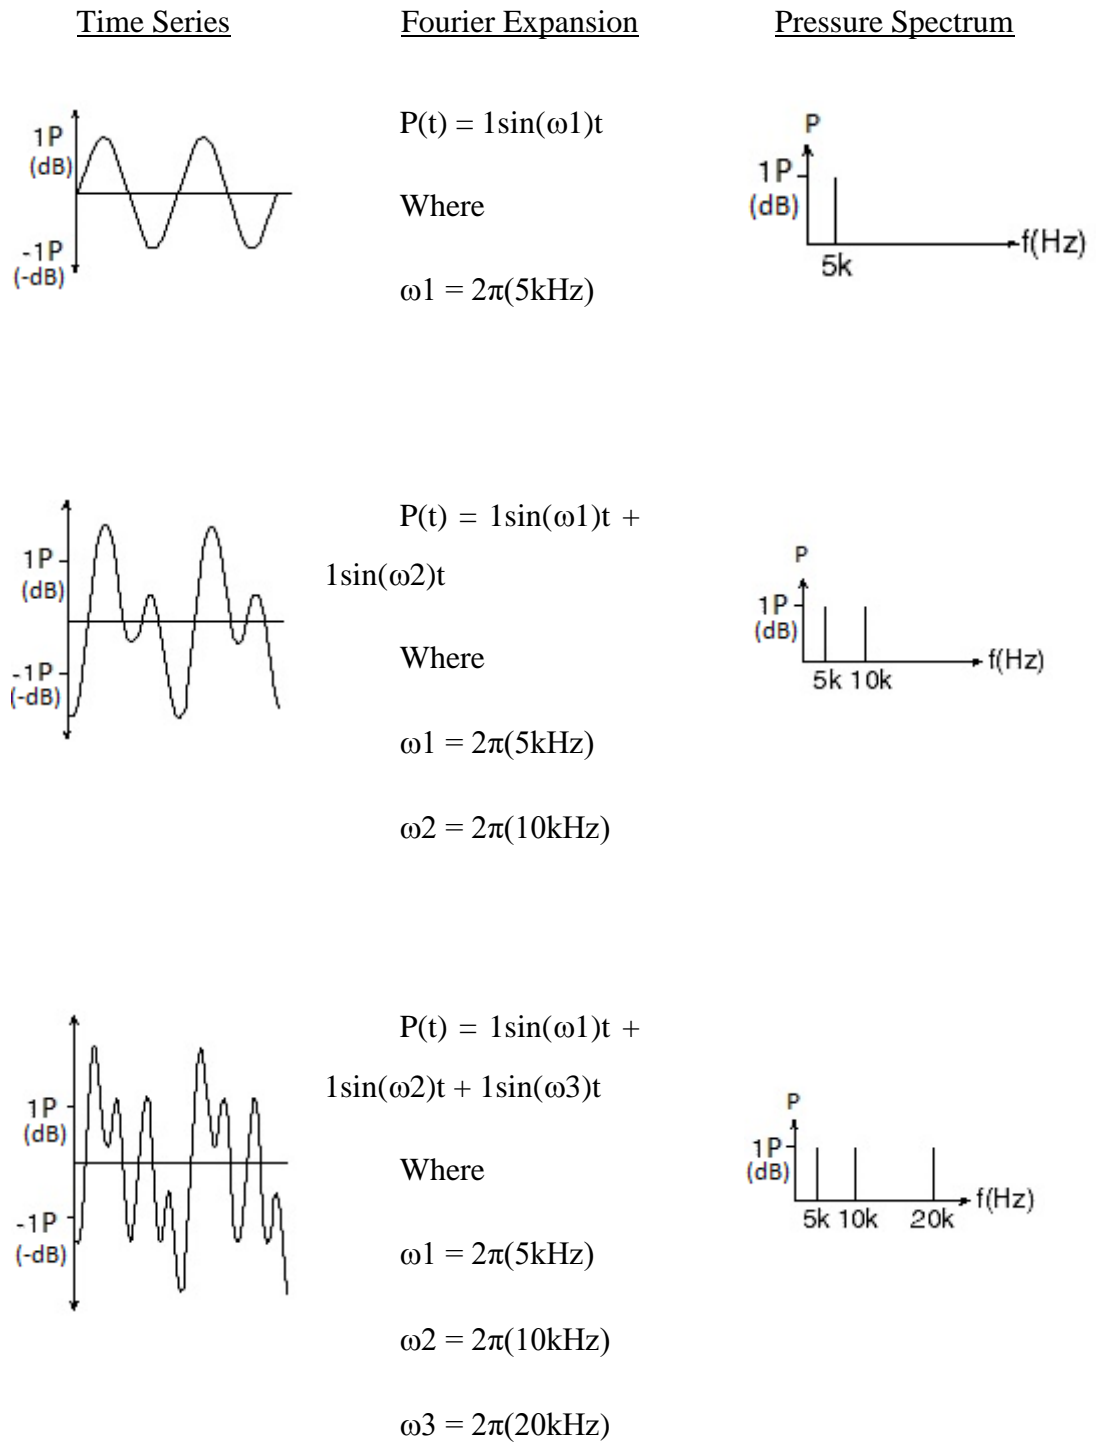 Time Series Fourier Expansion Pressure Spectrum
1P
(dB)
-1P
(-dB)
P(t) = 1sin(ω1)t
Where
ω1 = 2π(5kHz)
P
1P
(dB)
f(Hz)
5k
1P
(dB)
-1P
(-dB)
P(t) = 1sin(ω1)t +
1sin(ω2)t
Where
ω1 = 2π(5kHz)
ω2 = 2π(10kHz)
P
1P
(dB)
f(Hz)
5k 10k
1P
(dB)
-1P
(-dB)
P(t) = 1sin(ω1)t +
1sin(ω2)t + 1sin(ω3)t
Where
ω1 = 2π(5kHz)
ω2 = 2π(10kHz)
ω3 = 2π(20kHz)
P
1P
(dB)
f(Hz)
5k 10k 20k